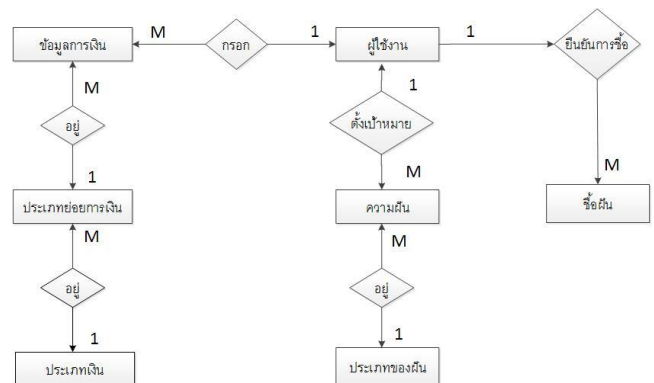 ข้อมูลการเงิน
M
กรอก
1
ผู้ใช้งาน
1
ยืนยันการซื้อ
M
1
อยู่
ตั้งเป้าหมาย
1
M
M
ประเภทย่อยการเงิน
ความฝัน
ซื้อฝัน
M
M
อยู่
อยู่
1
1
ประเภทเงิน
ประเภทของฝัน